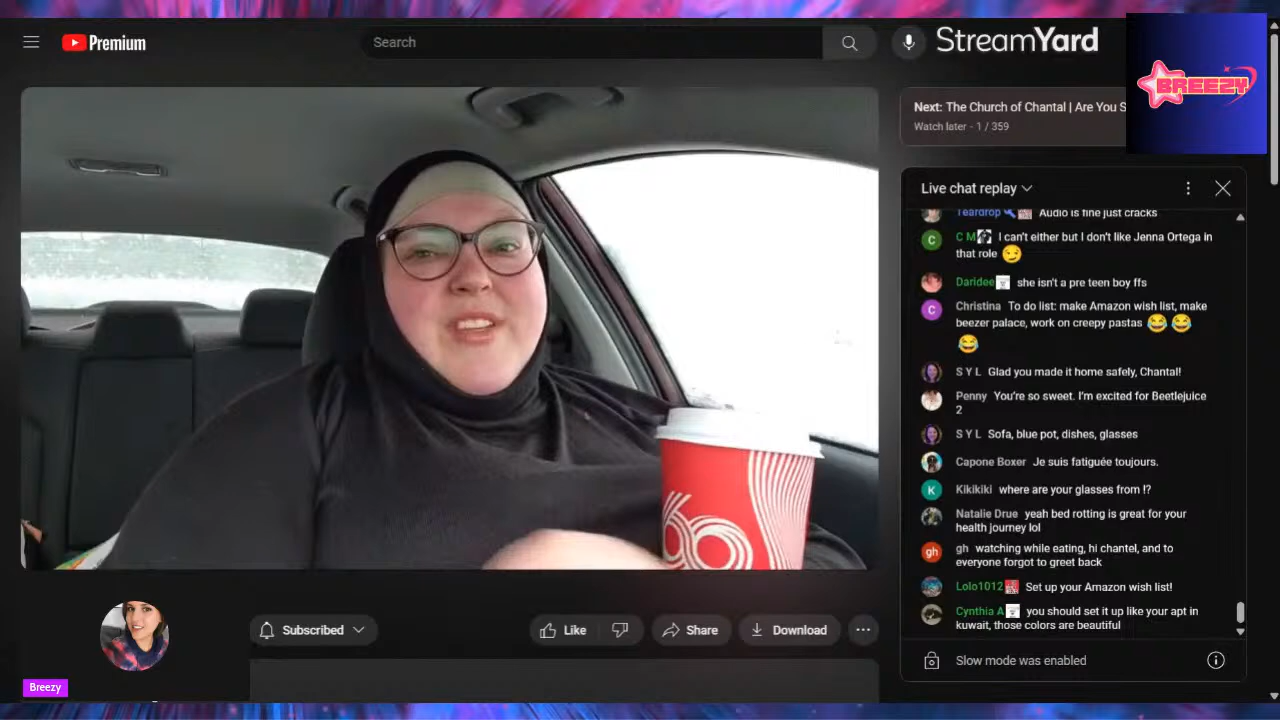 Premium
Search
StreamYard
BREEZY
Next: The Church of Chantal | Are You S
Watch later - 1 / 359
Live chat replay
Teardrop Audio is fine just cracks
C M I can't either but I don't like Jenna Ortega in
that role
Daridee she isn't a pre teen boy ffs
Christina To do list: make Amazon wish list, make
beezer palace, work on creepy pastas
S Y L Glad you made it home safely, Chantal!
Penny You're so sweet. I'm excited for Beetlejuice
2
S Y L Sofa, blue pot, dishes, glasses
Capone Boxer Je suis fatiguée toujours.
K Kikikiki where are your glasses from !?
Natalie Drue yeah bed rotting is great for your
health journey lol
gh gh watching while eating, hi chantel, and to
everyone forgot to greet back
Lolo1012 Set up your Amazon wish list!
Cynthia A you should set it up like your apt in
kuwait, those colors are beautiful
Slow mode was enabled
60
Subscribed
Like
Share
Download
Breezy